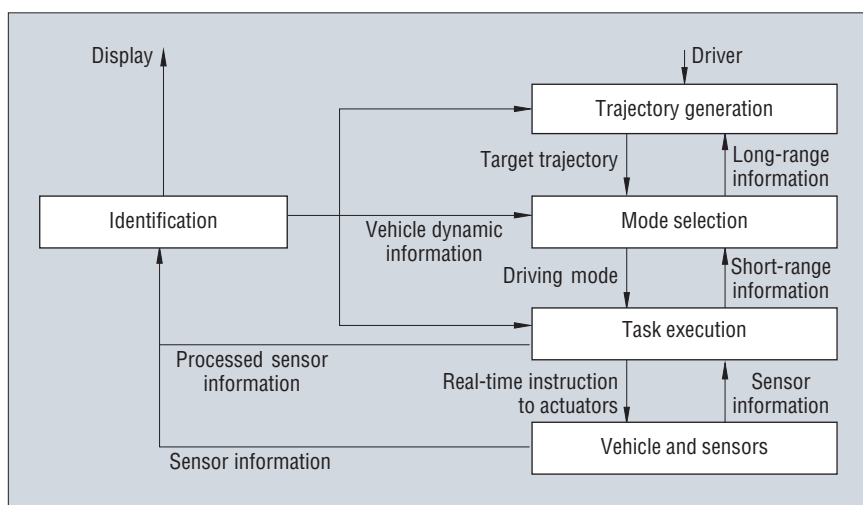 Display
Driver
Trajectory generation
Target trajectory
Long-range
information
Identification
Vehicle dynamic
information
Mode selection
Driving mode
Short-range
information
Task execution
Processed sensor
information
Real-time instruction
to actuators
Sensor
information
Vehicle and sensors
Sensor information